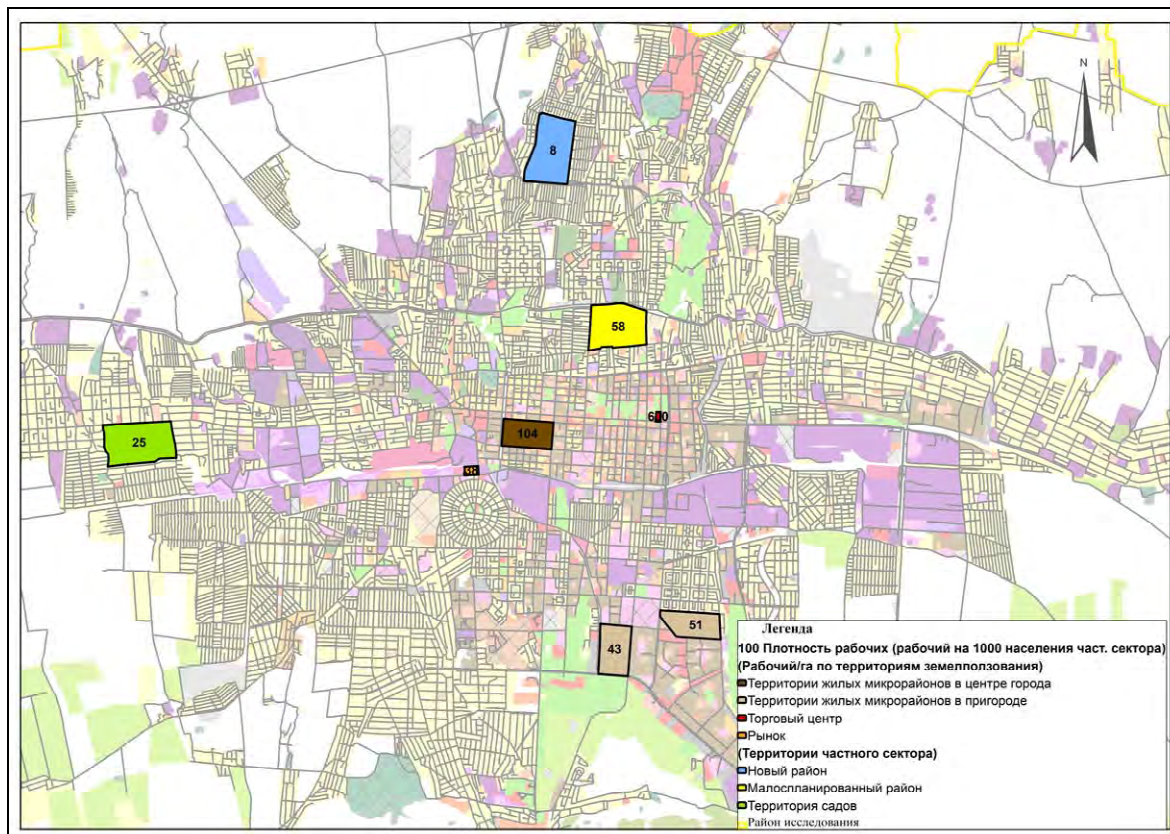 N
8
58
600
104
25
38
51
43
Легенда
100 Плотность рабочих (рабочий на 1000 населения част. сектора)
(Рабочий/га по территориям землепользования)
Территории жилых микрорайонов в центре города
Территории жилых микрорайонов в пригороде
Торговый центр
Рынок
(Территории частного сектора)
Новый район
Малоспланированный район
Территория садов
Район исследования